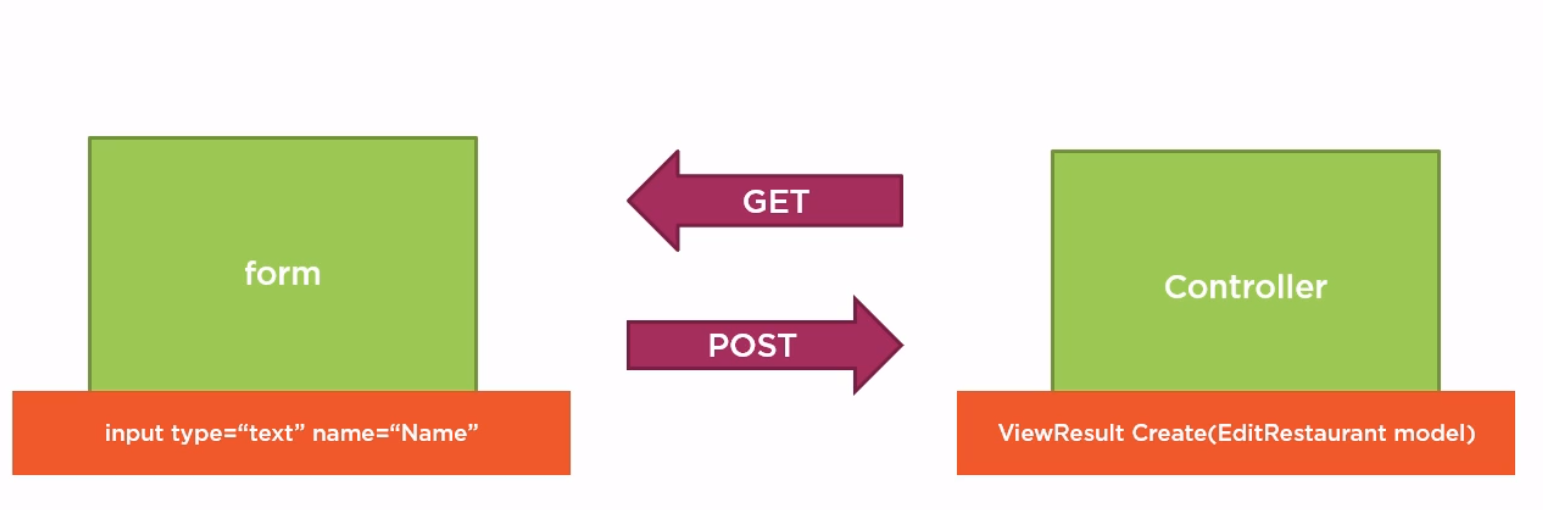 GET
form
Controller
POST
input type=“text” name=“Name”
ViewResult Create(EditRestaurant model)